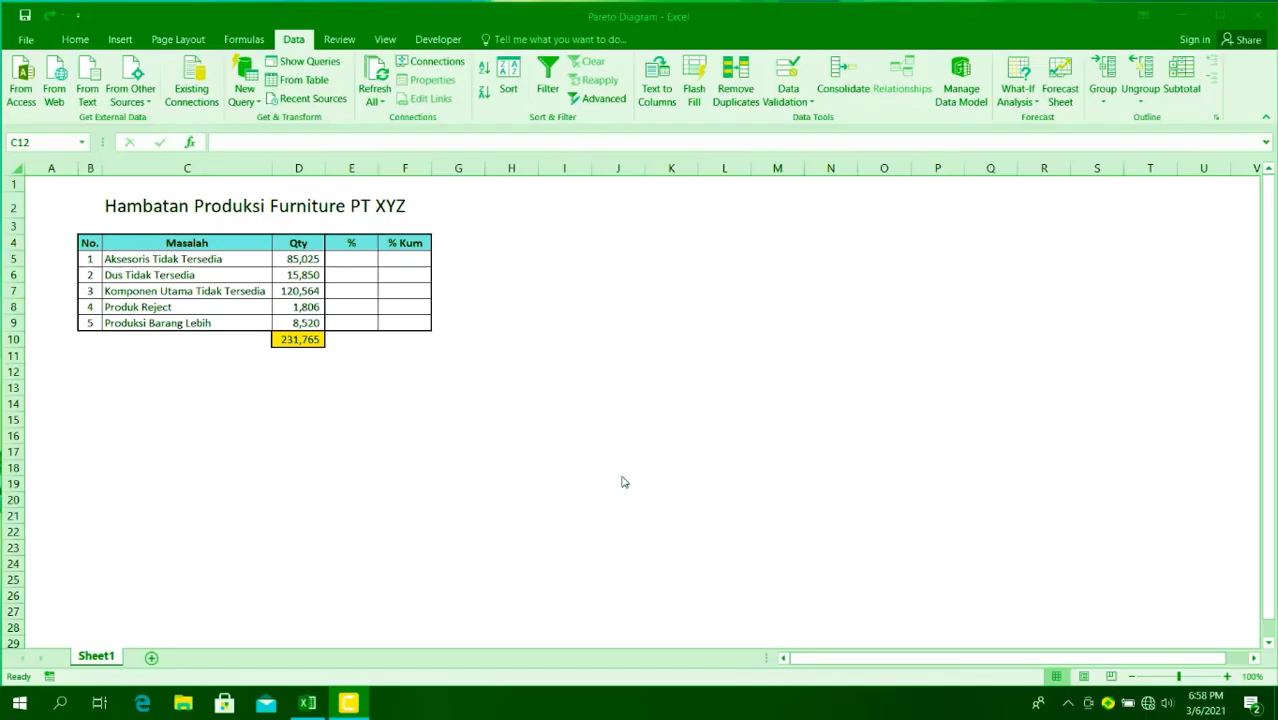 Pareto Diagram - Excel
File Home Insert Page Layout Formulas Data Review View Developer Tell me what you want to do... Sign in Share
From Access
From Web
From Text
From Other Sources
Existing Connections
Get External Data
New Query
Show Queries
From Table
Recent Sources
Get & Transform
Refresh All
Connections
Properties
Edit Links
Connections
Sort
Filter
Clear
Reapply
Advanced
Sort & Filter
Text to Columns
Flash Fill
Remove Duplicates
Data Validation
Consolidate
Relationships
Manage Data Model
Data Tools
What-If Analysis
Forecast Sheet
Forecast
Group
Ungroup
Subtotal
Outline
C12 fx
A B C D E F G H I J K L M N O P Q R S T U V
1
2 Hambatan Produksi Furniture PT XYZ
3
4 No. Masalah Qty % % Kum
5 1 Aksesoris Tidak Tersedia 85,025
6 2 Dus Tidak Tersedia 15,850
7 3 Komponen Utama Tidak Tersedia 120,564
8 4 Produk Reject 1,806
9 5 Produksi Barang Lebih 8,520
10 231,765
11
12
13
14
15
16
17
18
19
20
21
22
23
24
25
26
27
28
29
Sheet1
Ready 100%
6:58 PM
3/6/2021
2